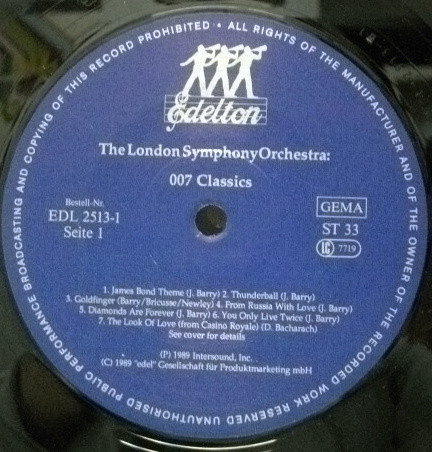 ALL RIGHTS OF THE MANUFACTURER AND OF THE OWNER OF THE RECORDED WORK RESERVED UNAUTHORISED PUBLIC PERFORMANCE BROADCASTING AND COPYING OF THIS RECORD PROHIBITED ·
Edelton
The London Symphony Orchestra:
007 Classics
Bestell-Nr.
EDL 2513-1
Seite 1
GEMA
ST 33
LC 7719
1. James Bond Theme (J. Barry) 2. Thunderball (J. Barry)
3. Goldfinger (Barry/Bricusse/Newley) 4. From Russia With Love (J. Barry)
5. Diamonds Are Forever (J. Barry) 6. You Only Live Twice (J. Barry)
7. The Look Of Love (from Casino Royale) (D. Bacharach)
See cover for details
(P) 1989 Intersound, Inc.
(C) 1989 "edel" Gesellschaft für Produktmarketing mbH